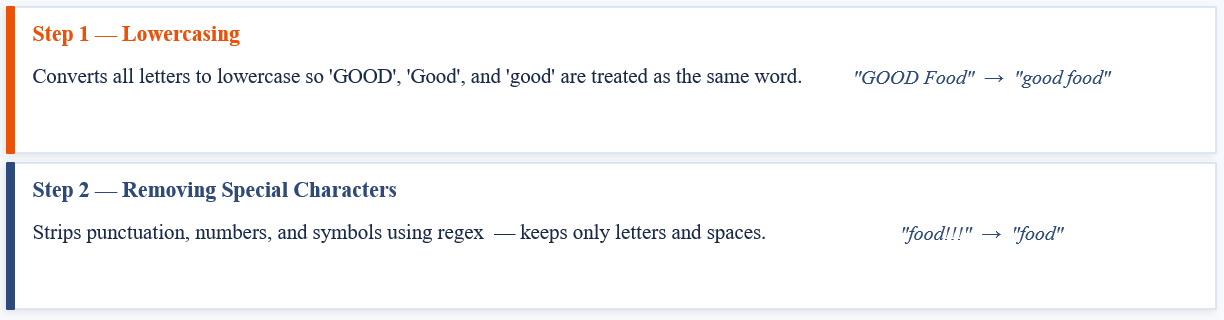 Step 1 — Lowercasing
Converts all letters to lowercase so 'GOOD', 'Good', and 'good' are treated as the same word. "GOOD Food" → "good food"
Step 2 — Removing Special Characters
Strips punctuation, numbers, and symbols using regex — keeps only letters and spaces. "food!!!" → "food"